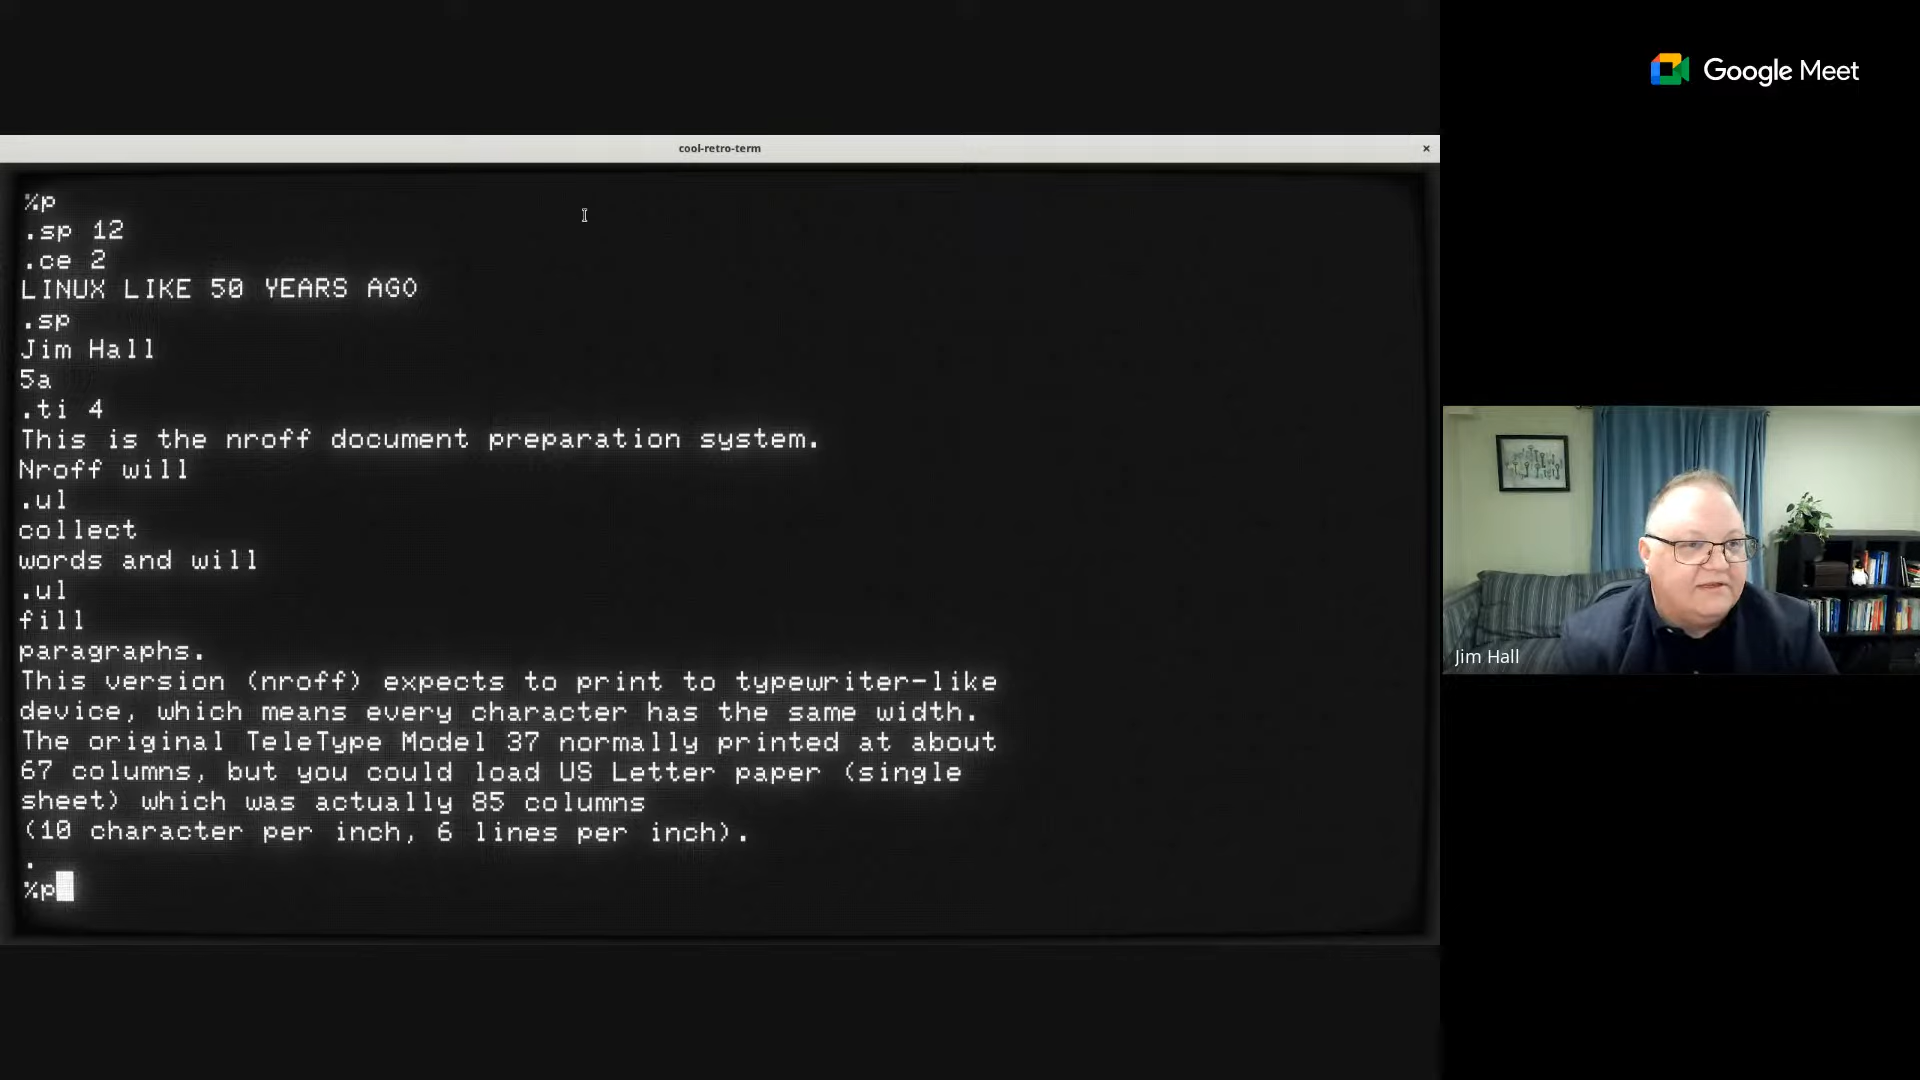 Google Meet
cool-retro-term
%p
.sp 12
.ce 2
LINUX LIKE 50 YEARS AGO
.sp
Jim Hall
5a
.ti 4
This is the nroff document preparation system.
Nroff will
.ul
collect
words and will
.ul
fill
paragraphs.
This version (nroff) expects to print to typewriter-like
device, which means every character has the same width.
The original TeleType Model 37 normally printed at about
67 columns, but you could load US Letter paper (single
sheet) which was actually 85 columns
(10 character per inch, 6 lines per inch).
.
%p
Jim Hall